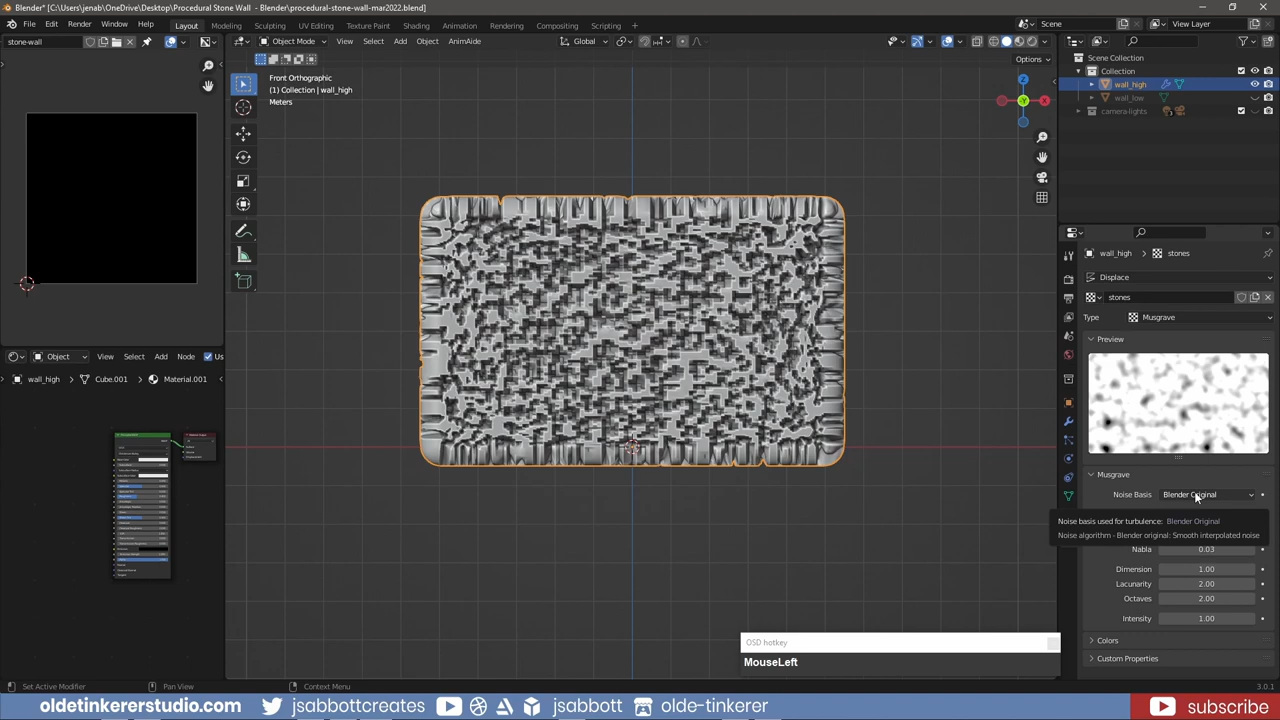 Blender* [C:\Users\jenab\OneDrive\Desktop\Procedural Stone Wall - Blender\procedural-stone-wall-mar2022.blend]
File Edit Render Window Help Layout Modeling Sculpting UV Editing Texture Paint Shading Animation Rendering Compositing Scripting Scene View Layer
stone-wall
Object Mode View Select Add Object AnimAide Global
Options
Front Orthographic
(1) Collection | wall_high
Meters
Z
Y
X
Scene Collection
Collection
wall_high
wall_low
camera-lights
wall_high > stones
Displace
stones
Type Musgrave
Preview
Musgrave
Noise Basis Blender Original
Noise basis used for turbulence: Blender Original
Noise algorithm - Blender original: Smooth interpolated noise
Nabla 0.03
Dimension 1.00
Lacunarity 2.00
Octaves 2.00
Intensity 1.00
Colors
Custom Properties
Object View Select Add Node Us
wall_high > Cube.001 > Material.001
OSD hotkey
MouseLeft
Set Active Modifier Pan View Context Menu 3.0.1
oldetinkererstudio.com jsabbottcreates jsabbott olde-tinkerer subscribe